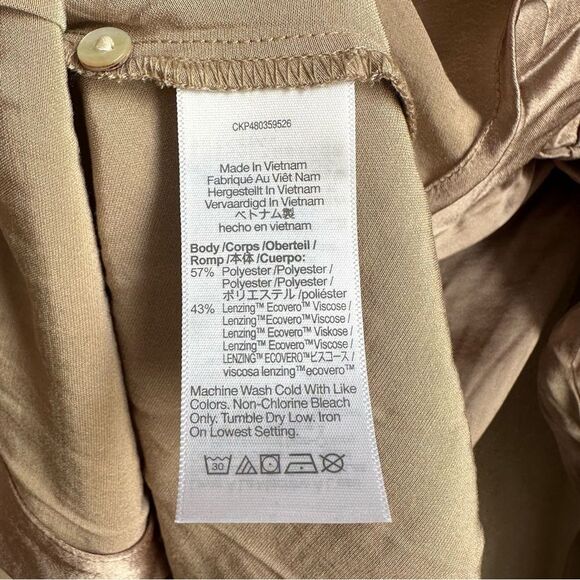 CKP480359526
Made In Vietnam
Fabriqué Au Viêt Nam
Hergestellt In Vietnam
Vervaardigd In Vietnam
ベトナム製
hecho en vietnam
Body /Corps /Oberteil /
Romp /本体 /Cuerpo:
57% Polyester /Polyester /
Polyester /Polyester /
ポリエステル /poliéster
43% Lenzing™ Ecovero™ Viscose /
Lenzing™ Ecovero™Viscose /
Lenzing™ Ecovero™ Viskose /
Lenzing™ Ecovero™ Viscose /
LENZING™ ECOVERO™ビスコース /
viscosa lenzing™ecovero™
Machine Wash Cold With Like
Colors. Non-Chlorine Bleach
Only. Tumble Dry Low. Iron
On Lowest Setting.
30